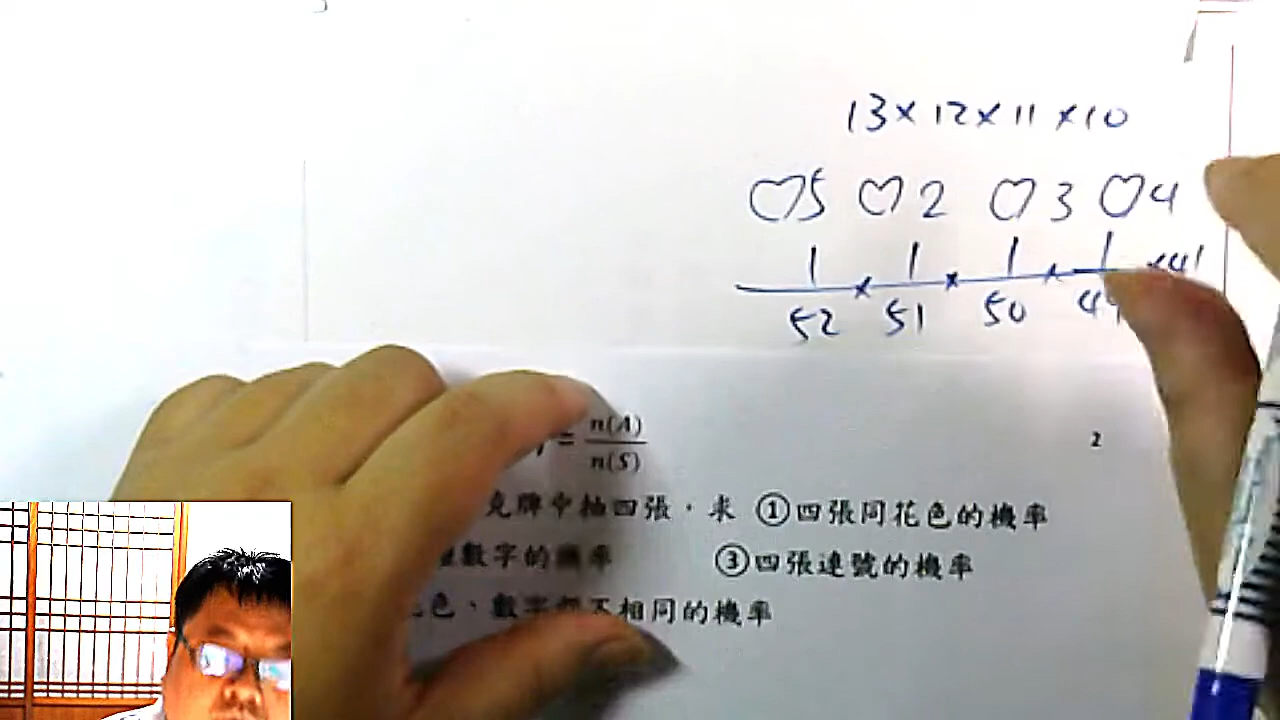 13×12×11×10
♡5 ♡2 ♡3 ♡4
1 × 1 × 1 × 1 ×4!
52 51 50 49
= n(A)
n(S)
2
克牌中抽四張，求 ①四張同花色的機率
數字的機率 ③四張連號的機率
色、數字都不相同的機率